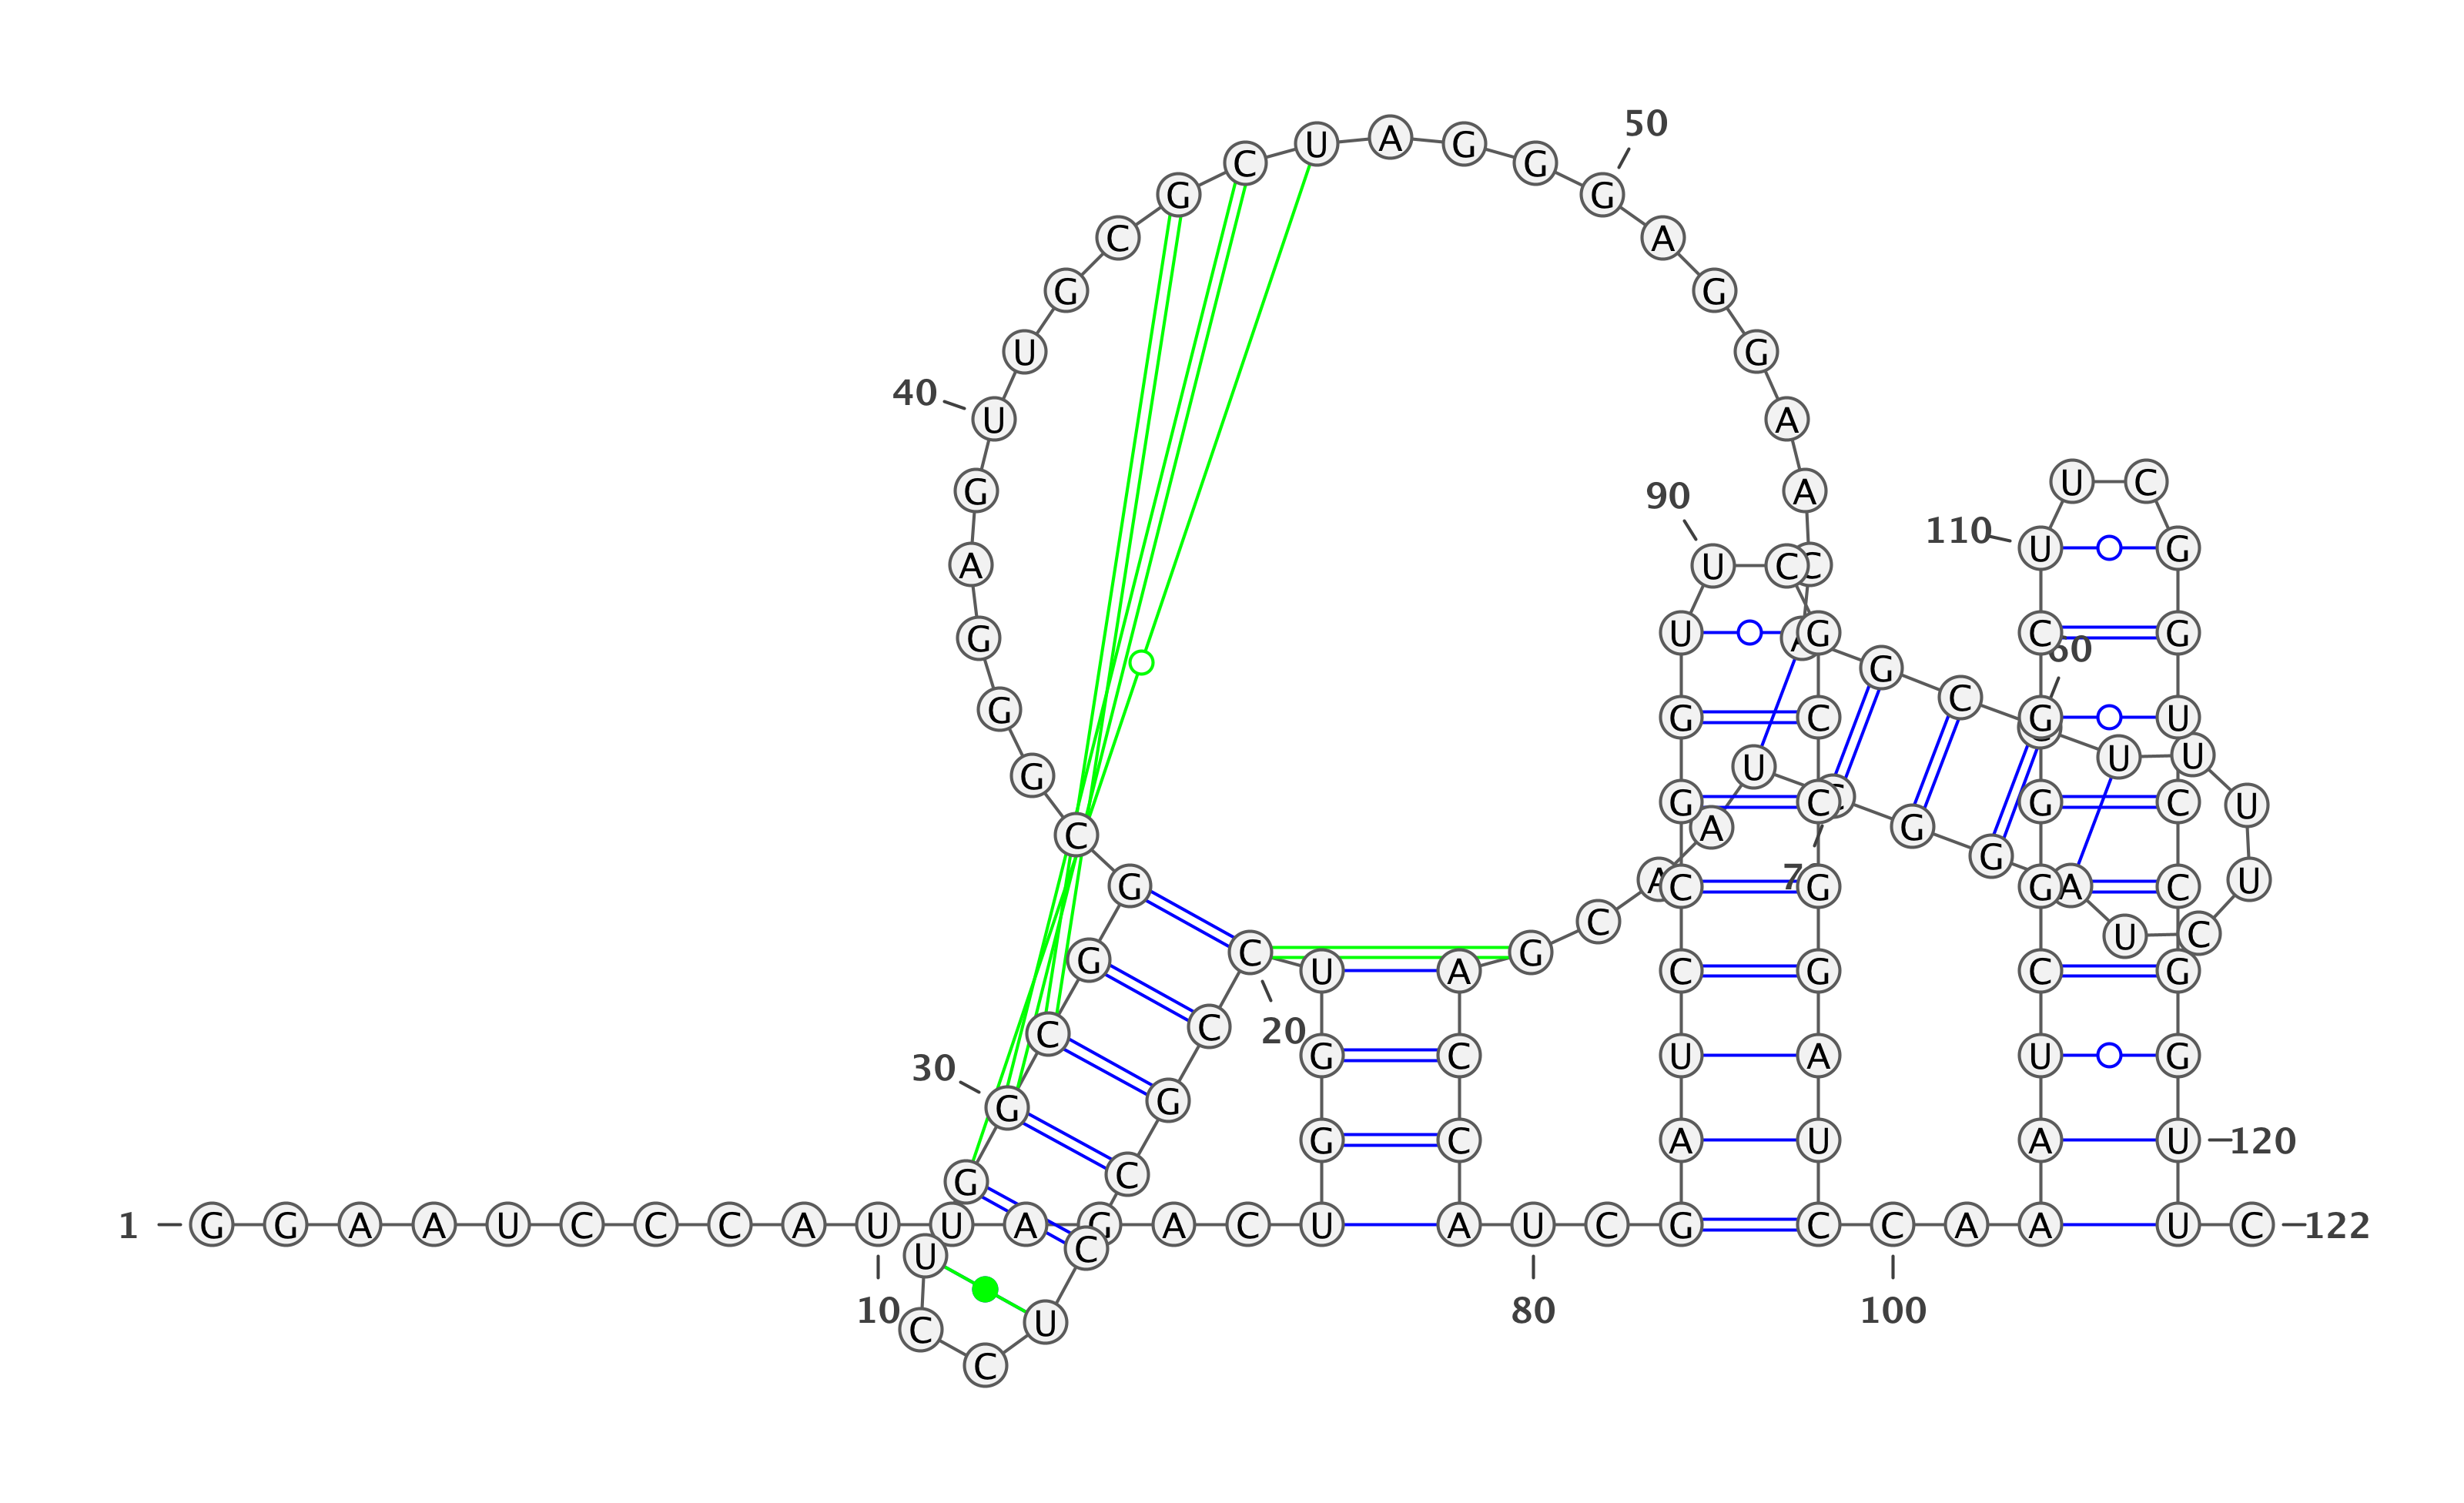 50
C U A G G
G G
C A
G G
U G
40 U A
U C
G 90 A
110 U G
A U C C
G U A G C G
60
G C
G G C G U
U U U
G U
G C C G C
C A G G
G A C 7 G G A C U
C U C
G C G
U A G C G C G
20
C C G
30 G G C U A U G
G C G C A U U 120
G
1 G G A A U C C C A U U A G A C U A U C G C C A A U C 122
U C
10 80 100
C U
C